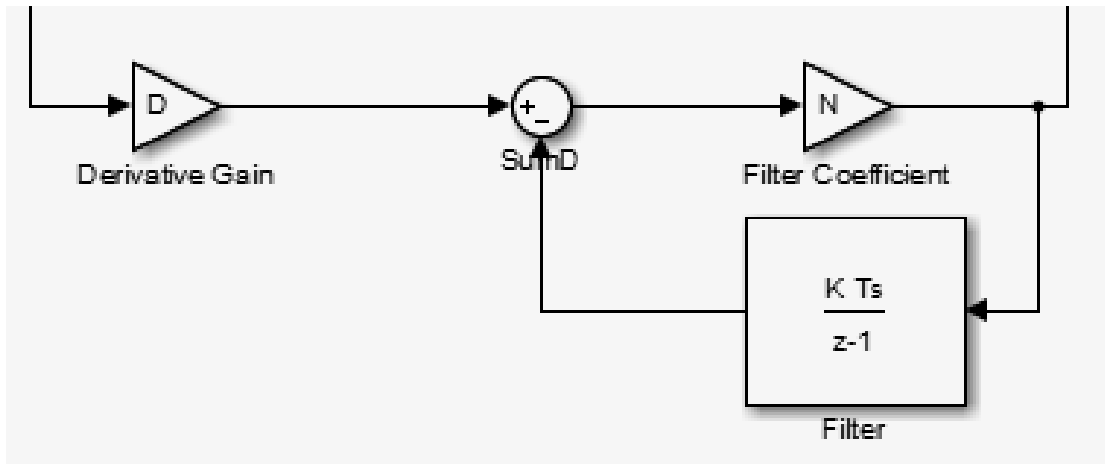 D
+
−
N
Derivative Gain
SumD
Filter Coefficient
K Ts
z-1
Filter